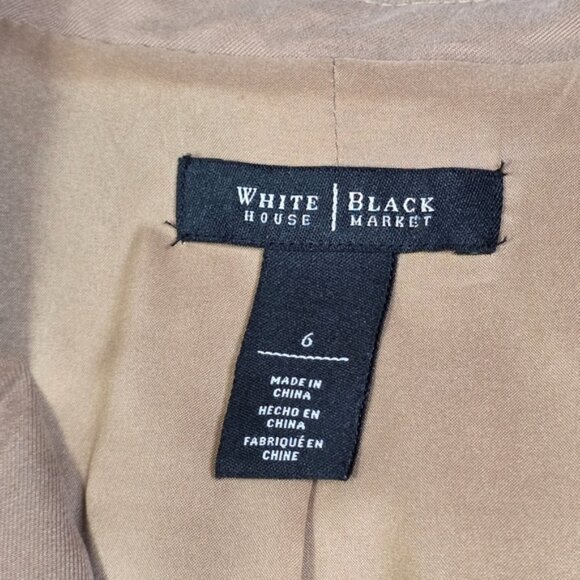 WHITE | BLACK
HOUSE | MARKET
6
MADE IN
CHINA
HECHO EN
CHINA
FABRIQUÉ EN
CHINE